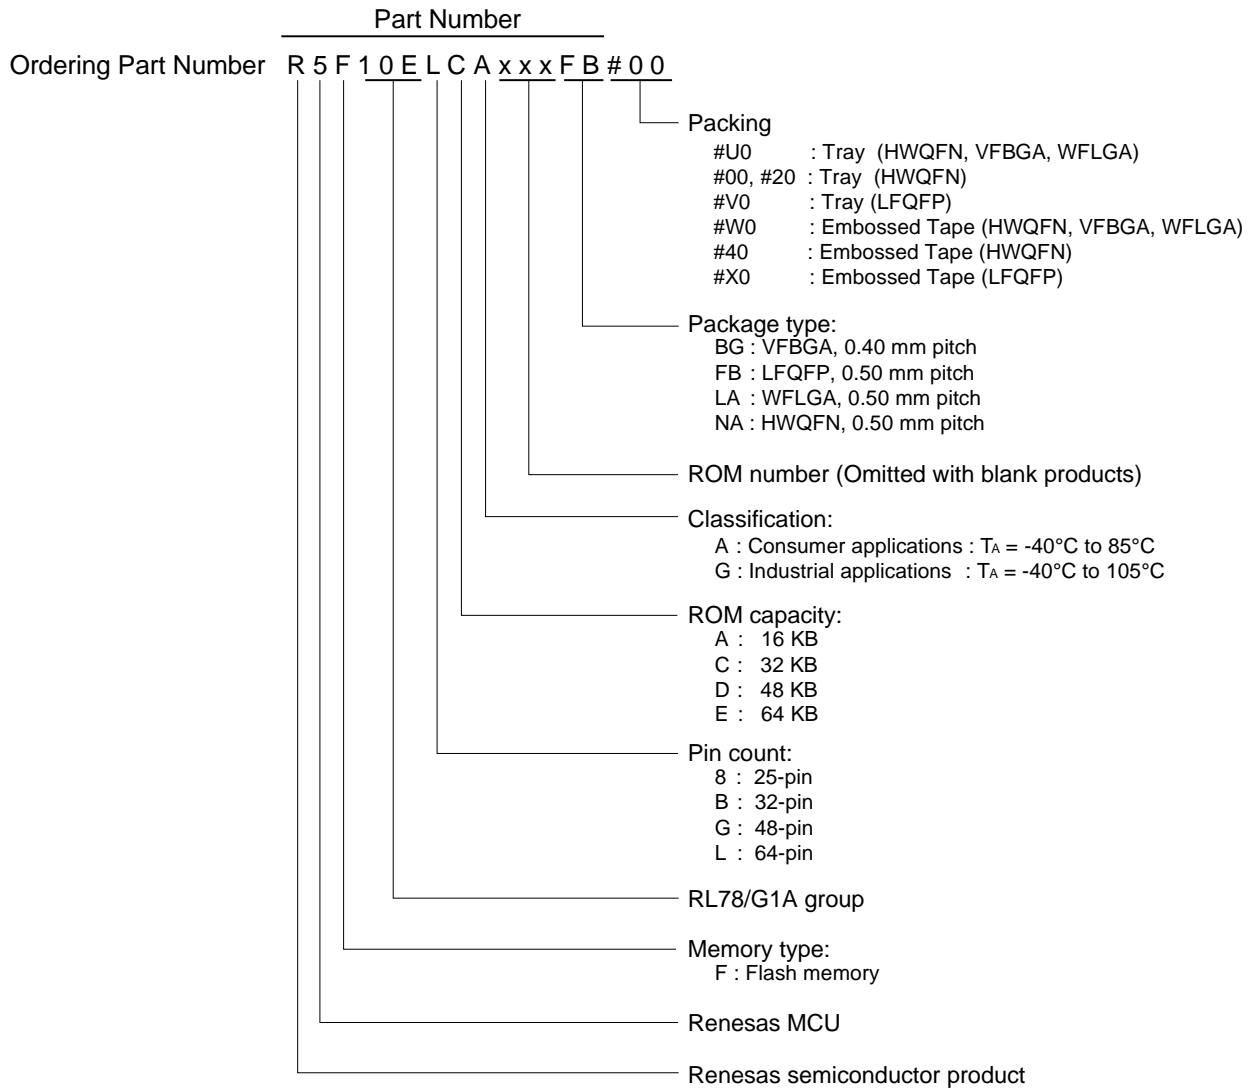 Part Number
Ordering Part Number R 5 F 1 0 E L C A x x x F B # 0 0
Packing
#U0 : Tray (HWQFN, VFBGA, WFLGA)
#00, #20 : Tray (HWQFN)
#V0 : Tray (LFQFP)
#W0 : Embossed Tape (HWQFN, VFBGA, WFLGA)
#40 : Embossed Tape (HWQFN)
#X0 : Embossed Tape (LFQFP)
Package type:
BG : VFBGA, 0.40 mm pitch
FB : LFQFP, 0.50 mm pitch
LA : WFLGA, 0.50 mm pitch
NA : HWQFN, 0.50 mm pitch
ROM number (Omitted with blank products)
Classification:
A : Consumer applications : TA = -40°C to 85°C
G : Industrial applications : TA = -40°C to 105°C
ROM capacity:
A : 16 KB
C : 32 KB
D : 48 KB
E : 64 KB
Pin count:
8 : 25-pin
B : 32-pin
G : 48-pin
L : 64-pin
RL78/G1A group
Memory type:
F : Flash memory
Renesas MCU
Renesas semiconductor product